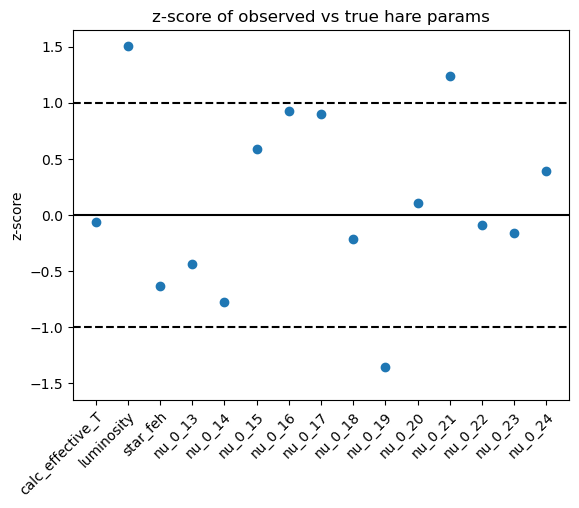 z-score of observed vs true hare params
z-score
1.5
1.0
0.5
0.0
−0.5
−1.0
−1.5
calc_effective_T
luminosity
star_feh
nu_0_13
nu_0_14
nu_0_15
nu_0_16
nu_0_17
nu_0_18
nu_0_19
nu_0_20
nu_0_21
nu_0_22
nu_0_23
nu_0_24